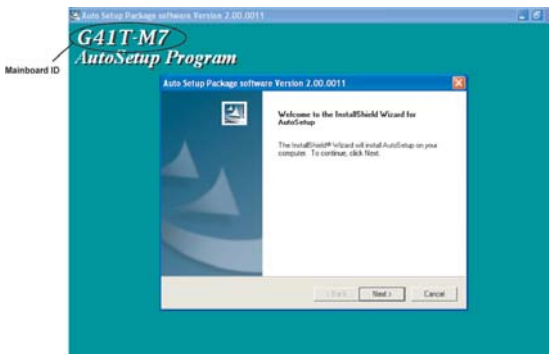 Auto Setup Package software Version 2.00.0011
G41T-M7
AutoSetup Program
Mainboard ID
Auto Setup Package software Version 2.00.0011
Welcome to the InstallShield Wizard for
AutoSetup
The InstallShield® Wizard will install AutoSetup on your
computer. To continue, click Next.
< Back
Next >
Cancel